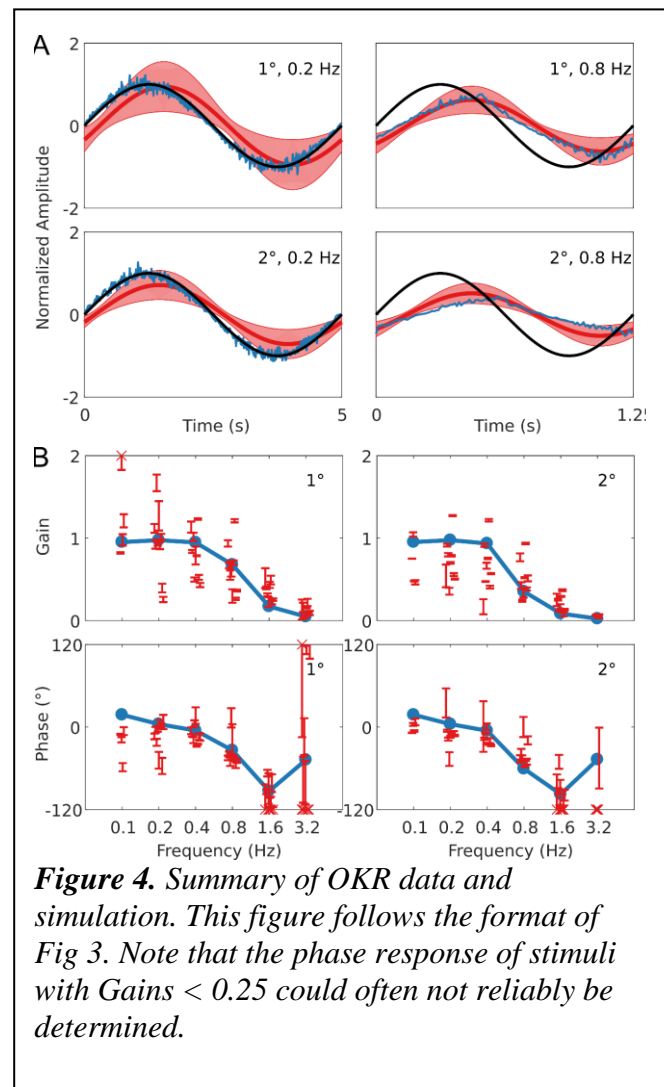 A
2
1°, 0.2 Hz
1°, 0.8 Hz
0
-2
2
2°, 0.2 Hz
2°, 0.8 Hz
0
-2
Normalized Amplitude
0
5
0
1.25
Time (s)
Time (s)
B
2
1°
2°
1
0
Gain
120
1°
2°
0
-120
Phase (°)
0.1 0.2 0.4 0.8 1.6 3.2
0.1 0.2 0.4 0.8 1.6 3.2
Frequency (Hz)
Frequency (Hz)
Figure 4. Summary of OKR data and
simulation. This figure follows the format of
Fig 3. Note that the phase response of stimuli
with Gains < 0.25 could often not reliably be
determined.